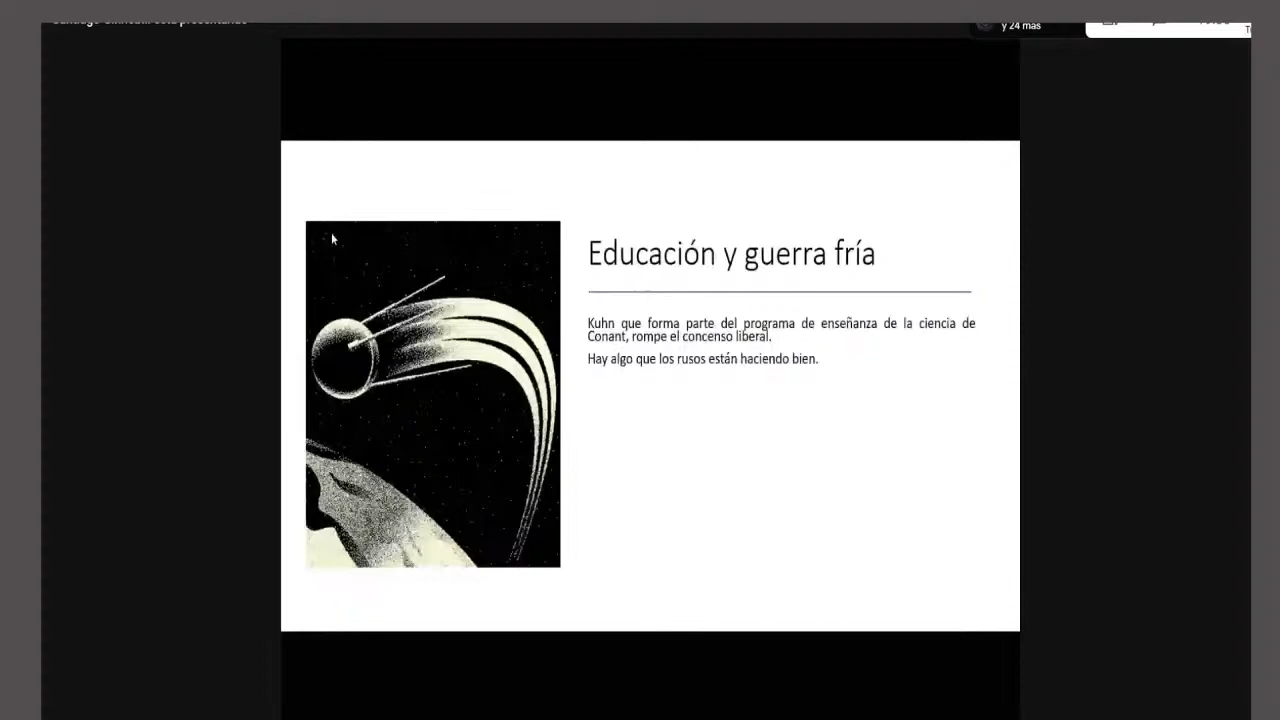 y 24 más
Educación y guerra fría
Kuhn que forma parte del programa de enseñanza de la ciencia de
Conant, rompe el concenso liberal.
Hay algo que los rusos están haciendo bien.